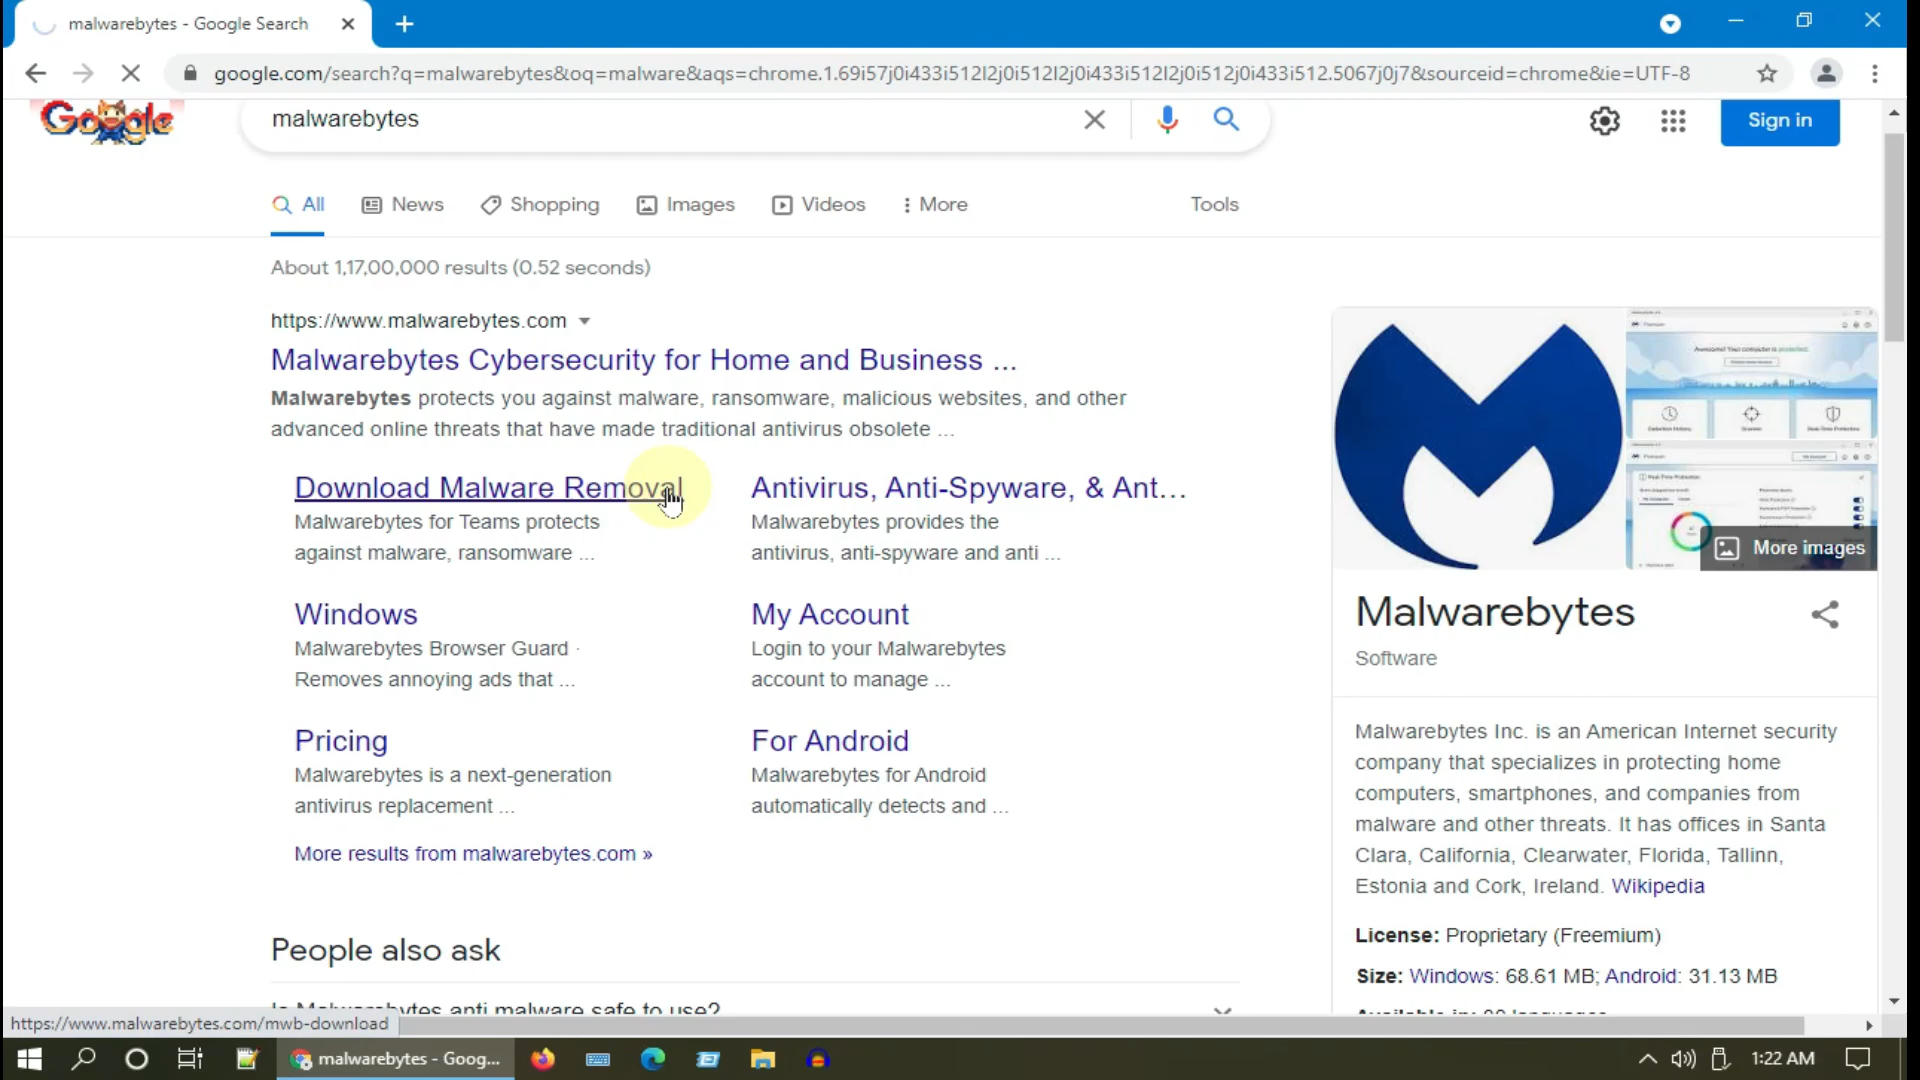 malwarebytes - Google Search
google.com/search?q=malwarebytes&oq=malware&aqs=chrome.1.69i57j0i433i512l2j0i512l2j0i433i512l2j0i512j0i433i512.5067j0j7&sourceid=chrome&ie=UTF-8
Google
malwarebytes
Sign in
All
News
Shopping
Images
Videos
More
Tools
About 1,17,00,000 results (0.52 seconds)
https://www.malwarebytes.com
Malwarebytes Cybersecurity for Home and Business ...
Malwarebytes protects you against malware, ransomware, malicious websites, and other
advanced online threats that have made traditional antivirus obsolete ...
Download Malware Removal
Malwarebytes for Teams protects
against malware, ransomware ...
Antivirus, Anti-Spyware, & Ant...
Malwarebytes provides the
antivirus, anti-spyware and anti ...
Windows
Malwarebytes Browser Guard ·
Removes annoying ads that ...
My Account
Login to your Malwarebytes
account to manage ...
Pricing
Malwarebytes is a next-generation
antivirus replacement ...
For Android
Malwarebytes for Android
automatically detects and ...
More results from malwarebytes.com »
People also ask
Is Malwarebytes anti malware safe to use?
More images
Malwarebytes
Software
Malwarebytes Inc. is an American Internet security
company that specializes in protecting home
computers, smartphones, and companies from
malware and other threats. It has offices in Santa
Clara, California, Clearwater, Florida, Tallinn,
Estonia and Cork, Ireland. Wikipedia
License: Proprietary (Freemium)
Size: Windows: 68.61 MB; Android: 31.13 MB
https://www.malwarebytes.com/mwb-download
malwarebytes - Goog...
1:22 AM